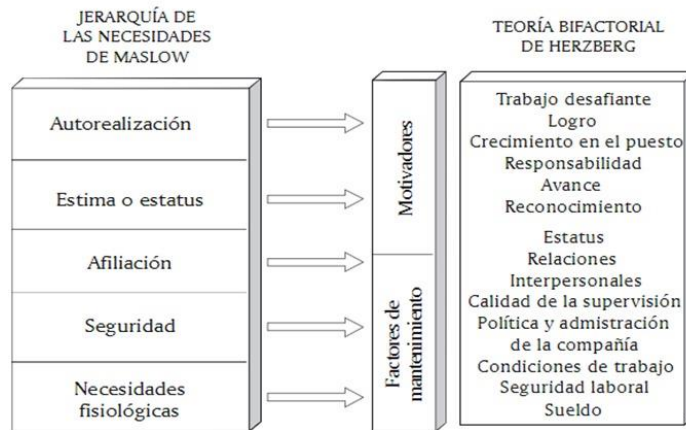 JERARQUÍA DE
LAS NECESIDADES
DE MASLOW
TEORÍA BIFACTORIAL
DE HERZBERG
Autorealización
Estima o estatus
Afiliación
Seguridad
Necesidades
fisiológicas
Motivadores
Factores de
mantenimiento
Trabajo desafiante
Logro
Crecimiento en el puesto
Responsabilidad
Avance
Reconocimiento
Estatus
Relaciones
Interpersonales
Calidad de la supervisión
Política y admistración
de la compañía
Condiciones de trabajo
Seguridad laboral
Sueldo